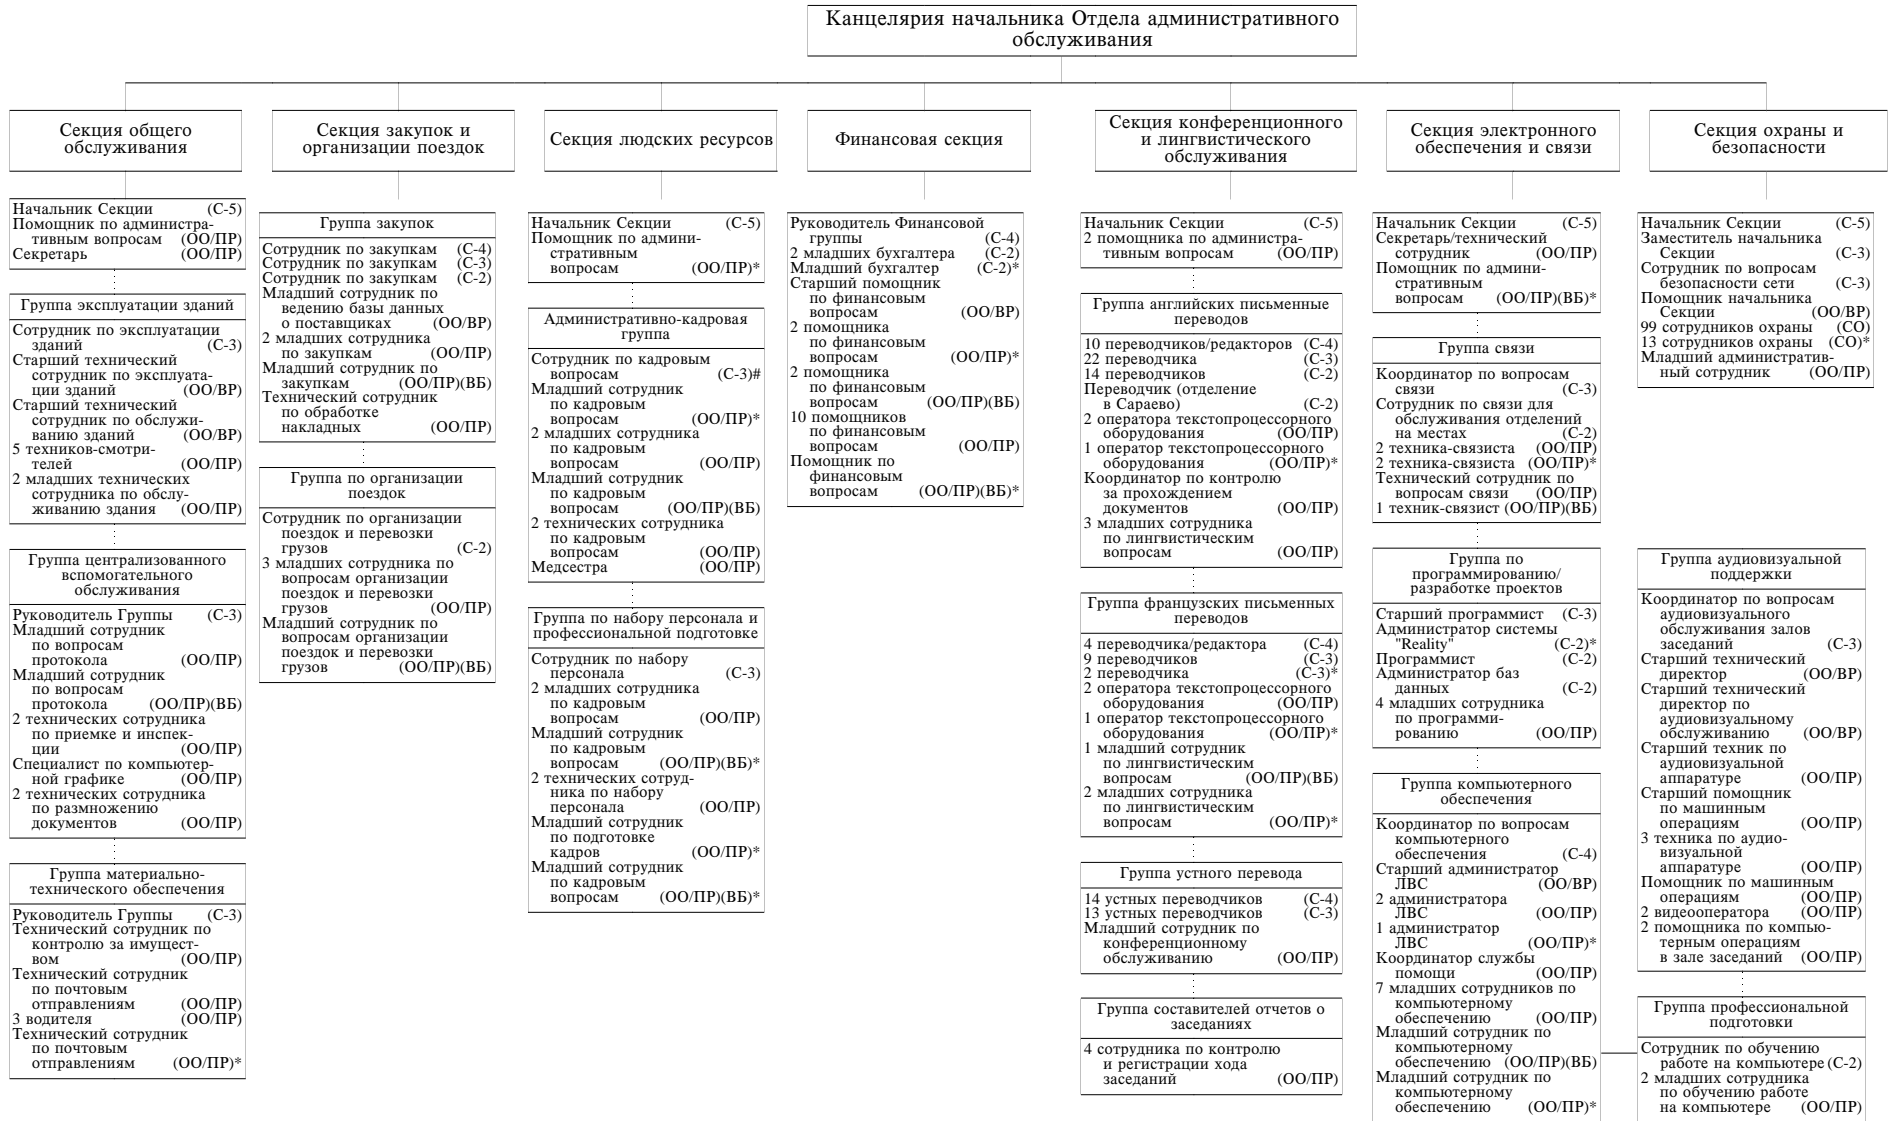 Канцелярия начальника Отдела административного
обслуживания
Секция общего
обслуживания
Секция закупок и
организации поездок
Секция людских ресурсов
Финансовая секция
Секция конференционного
и лингвистического
обслуживания
Секция электронного
обеспечения и связи
Секция охраны и
безопасности
Начальник Секции (С-5)
Помощник по администра-
тивным вопросам (ОО/ПР)
Секретарь (ОО/ПР)
Группа эксплуатации зданий
Сотрудник по эксплуатации
зданий (С-3)
Старший технический
сотрудник по эксплуата-
ции зданий (ОО/ВР)
Старший технический
сотрудник по обслужи-
ванию зданий (ОО/ВР)
5 техников-смотри-
телей (ОО/ПР)
2 младших технических
сотрудника по обслу-
живанию здания (ОО/ПР)
Группа централизованного
вспомогательного
обслуживания
Руководитель Группы (С-3)
Младший сотрудник
по вопросам
протокола (ОО/ПР)
Младший сотрудник
по вопросам
протокола (ОО/ПР)(ВБ)
2 технических сотрудника
по приемке и инспек-
ции (ОО/ПР)
Специалист по компьютер-
ной графике (ОО/ПР)
2 технических сотрудника
по размножению
документов (ОО/ПР)
Группа материально-
технического обеспечения
Руководитель Группы (С-3)
Технический сотрудник по
контролю за имущест-
вом (ОО/ПР)
Технический сотрудник
по почтовым
отправлениям (ОО/ПР)
3 водителя (ОО/ПР)
Технический сотрудник
по почтовым
отправлениям (ОО/ПР)*
Группа закупок
Сотрудник по закупкам (С-4)
Сотрудник по закупкам (С-3)
Сотрудник по закупкам (С-2)
Младший сотрудник по
ведению базы данных
о поставщиках (ОО/ВР)
2 младших сотрудника
по закупкам (ОО/ПР)
Младший сотрудник по
закупкам (ОО/ПР)(ВБ)
Технический сотрудник
по обработке
накладных (ОО/ПР)
Группа по организации
поездок
Сотрудник по организации
поездок и перевозки
грузов (С-2)
3 младших сотрудника по
вопросам организации
поездок и перевозки
грузов (ОО/ПР)
Младший сотрудник по
вопросам организации
поездок и перевозки
грузов (ОО/ПР)(ВБ)
Начальник Секции (С-5)
Помощник по админи-
стративным
вопросам (ОО/ПР)*
Административно-кадровая
группа
Сотрудник по кадровым
вопросам (С-3)#
Младший сотрудник
по кадровым
вопросам (ОО/ПР)*
2 младших сотрудника
по кадровым
вопросам (ОО/ПР)
Младший сотрудник
по кадровым
вопросам (ОО/ПР)(ВБ)
2 технических сотрудника
по кадровым
вопросам (ОО/ПР)
Медсестра (ОО/ПР)
Группа по набору персонала и
профессиональной подготовке
Сотрудник по набору
персонала (С-3)
2 младших сотрудника
по кадровым
вопросам (ОО/ПР)
Младший сотрудник
по кадровым
вопросам (ОО/ПР)(ВБ)*
2 технических сотруд-
ника по набору
персонала (ОО/ПР)
Младший сотрудник
по подготовке
кадров (ОО/ПР)*
Младший сотрудник
по кадровым
вопросам (ОО/ПР)(ВБ)*
Руководитель Финансовой
группы (С-4)
2 младших бухгалтера (С-2)
Младший бухгалтер (С-2)*
Старший помощник
по финансовым
вопросам (ОО/ВР)
2 помощника
по финансовым
вопросам (ОО/ПР)*
2 помощника
по финансовым
вопросам (ОО/ПР)(ВБ)
10 помощников
по финансовым
вопросам (ОО/ПР)
Помощник по
финансовым
вопросам (ОО/ПР)(ВБ)*
Начальник Секции (С-5)
2 помощника по администра-
тивным вопросам (ОО/ПР)
Группа английских письменные
переводов
10 переводчиков/редакторов (С-4)
22 переводчика (С-3)
14 переводчиков (С-2)
Переводчик (отделение
в Сараево) (С-2)
2 оператора текстопроцессорного
оборудования (ОО/ПР)
1 оператор текстопроцессорного
оборудования (ОО/ПР)*
Координатор по контролю
за прохождением
документов (ОО/ПР)
3 младших сотрудника
по лингвистическим
вопросам (ОО/ПР)
Группа французских письменных
переводов
4 переводчика/редактора (С-4)
9 переводчиков (С-3)
2 переводчика (С-3)*
2 оператора текстопроцессорного
оборудования (ОО/ПР)
1 оператор текстопроцессорного
оборудования (ОО/ПР)*
1 младший сотрудник
по лингвистическим
вопросам (ОО/ПР)(ВБ)
2 младших сотрудника
по лингвистическим
вопросам (ОО/ПР)*
Группа устного перевода
14 устных переводчиков (С-4)
13 устных переводчиков (С-3)
Младший сотрудник по
конференционному
обслуживанию (ОО/ПР)
Группа составителей отчетов о
заседаниях
4 сотрудника по контролю
и регистрации хода
заседаний (ОО/ПР)
Начальник Секции (С-5)
Секретарь/технический
сотрудник (ОО/ПР)
Помощник по админи-
стративным
вопросам (ОО/ПР)(ВБ)*
Группа связи
Координатор по вопросам
связи (С-3)
Сотрудник по связи для
обслуживания отделений
на местах (С-2)
2 техника-связиста (ОО/ПР)
2 техника-связиста (ОО/ПР)*
Технический сотрудник по
вопросам связи (ОО/ПР)
1 техник-связист (ОО/ПР)(ВБ)
Группа по
программированию/
разработке проектов
Старший программист (С-3)
Администратор системы
"Reality" (С-2)*
Программист (С-2)
Администратор баз
данных (С-2)
4 младших сотрудника
по программи-
рованию (ОО/ПР)
Группа компьютерного
обеспечения
Координатор по вопросам
компьютерного
обеспечения (С-4)
Старший администратор
ЛВС (ОО/ВР)
2 администратора
ЛВС (ОО/ПР)
1 администратор
ЛВС (ОО/ПР)*
Координатор службы
помощи (ОО/ПР)
7 младших сотрудников по
компьютерному
обеспечению (ОО/ПР)
Младший сотрудник по
компьютерному
обеспечению (ОО/ПР)(ВБ)
Младший сотрудник по
компьютерному
обеспечению (ОО/ПР)*
Начальник Секции (С-5)
Заместитель начальника
Секции (С-3)
Сотрудник по вопросам
безопасности сети (С-3)
Помощник начальника
Секции (ОО/ВР)
99 сотрудников охраны (СО)
13 сотрудников охраны (СО)*
Младший административ-
ный сотрудник (ОО/ПР)
Группа аудиовизуальной
поддержки
Координатор по вопросам
аудиовизуального
обслуживания залов
заседаний (С-3)
Старший технический
директор (ОО/ВР)
Старший технический
директор по
аудиовизуальному
обслуживанию (ОО/ВР)
Старший техник по
аудиовизуальной
аппаратуре (ОО/ПР)
Старший помощник
по машинным
операциям (ОО/ПР)
3 техника по аудио-
визуальной
аппаратуре (ОО/ПР)
Помощник по машинным
операциям (ОО/ПР)
2 видеооператора (ОО/ПР)
2 помощника по компью-
терным операциям
в зале заседаний (ОО/ПР)
Группа профессиональной
подготовки
Сотрудник по обучению
работе на компьютере (С-2)
2 младших сотрудника
по обучению работе
на компьютере (ОО/ПР)